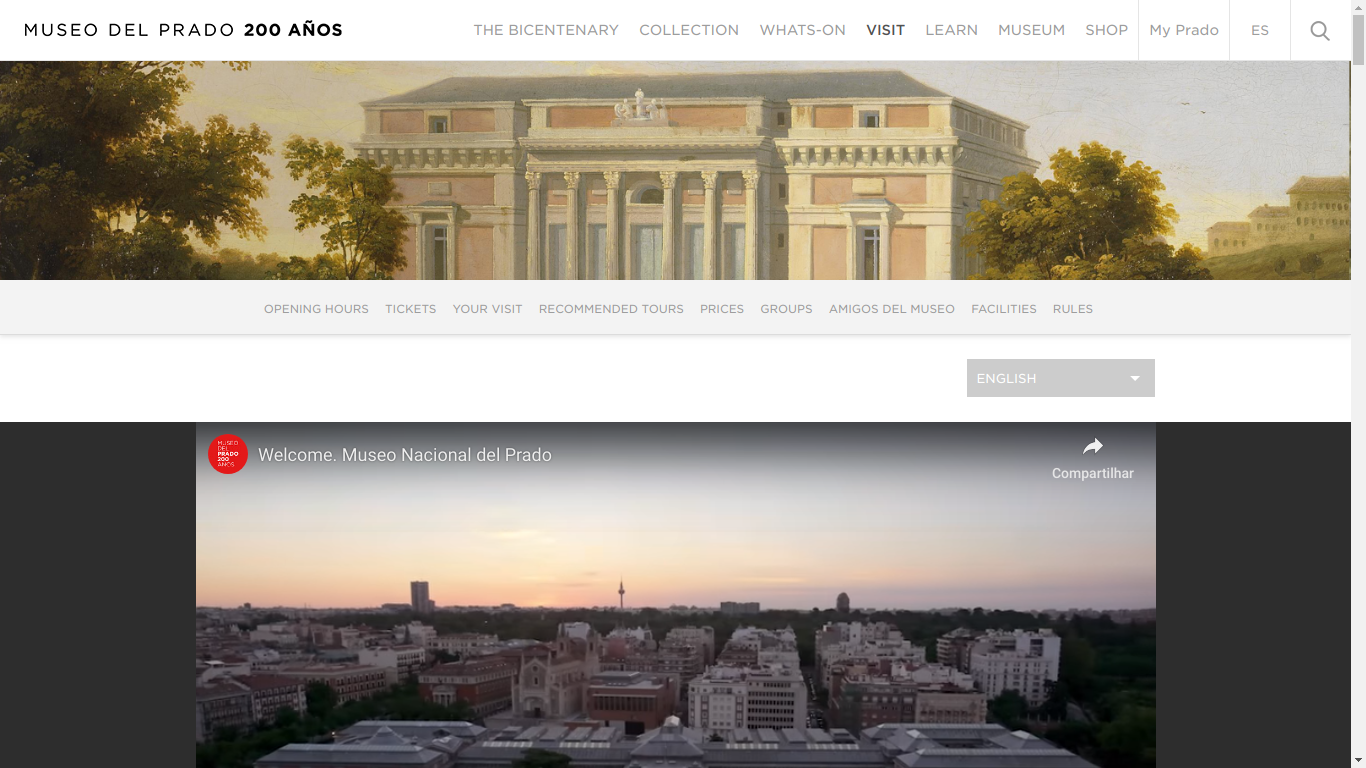 MUSEO DEL PRADO 200 AÑOS
THE BICENTENARY COLLECTION WHATS-ON VISIT LEARN MUSEUM SHOP My Prado ES
OPENING HOURS TICKETS YOUR VISIT RECOMMENDED TOURS PRICES GROUPS AMIGOS DEL MUSEO FACILITIES RULES
ENGLISH
MUSEO
DEL
PRADO
200
AÑOS
Welcome. Museo Nacional del Prado
Compartilhar